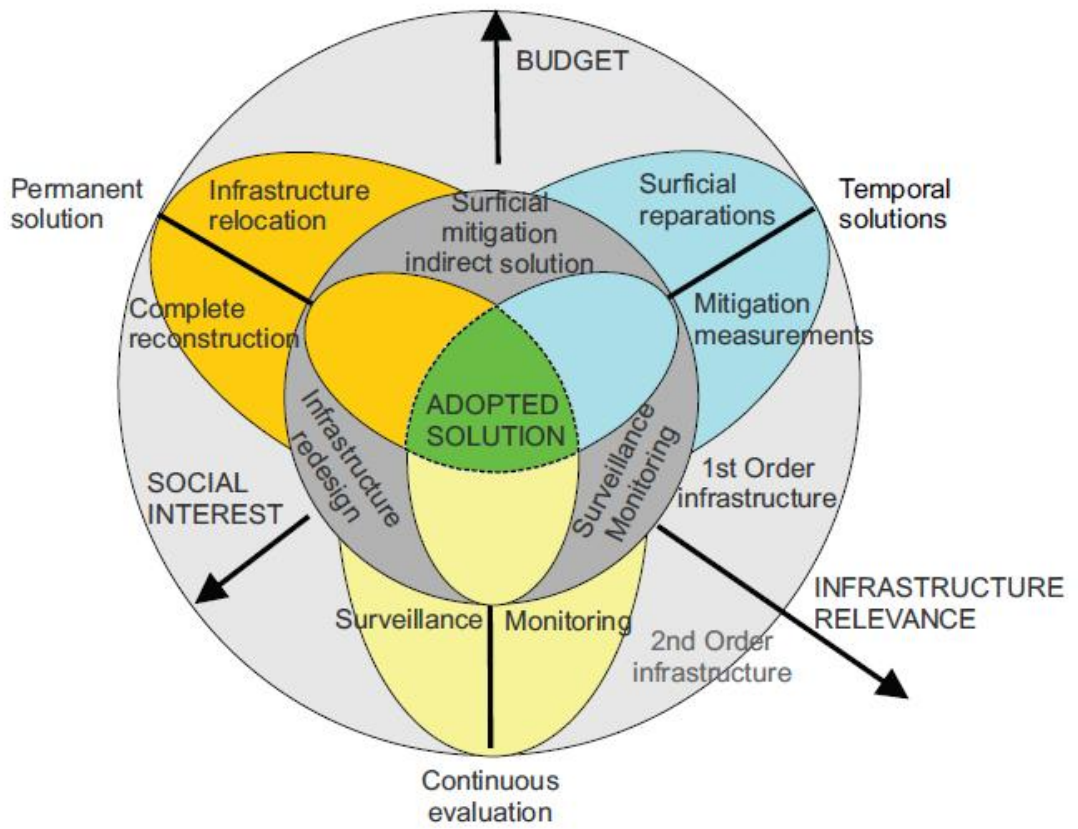 BUDGET
Permanent
solution
Infrastructure
relocation
Surficial
mitigation
indirect solution
Surficial
reparations
Temporal
solutions
Complete
reconstruction
Mitigation
measurements
ADOPTED
SOLUTION
Infrastructure
redesign
Surveillance
Monitoring
SOCIAL
INTEREST
1st Order
infrastructure
INFRASTRUCTURE
RELEVANCE
Surveillance
Monitoring
2nd Order
infrastructure
Continuous
evaluation